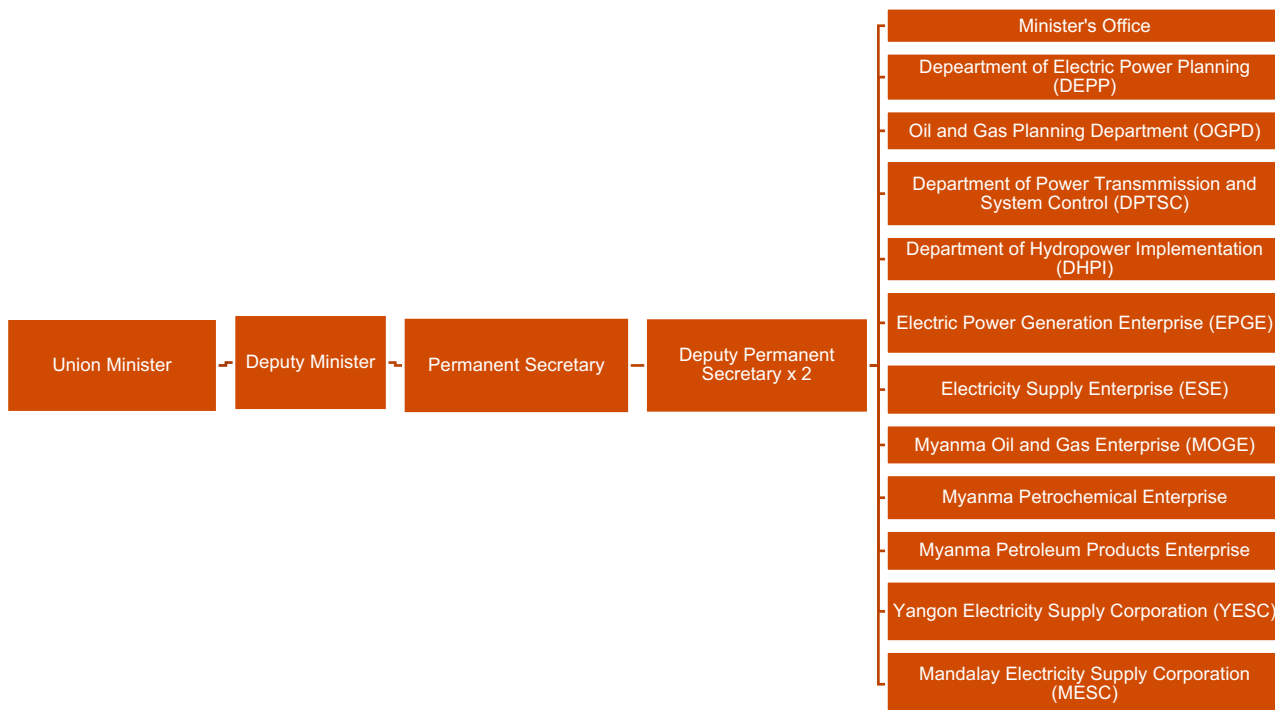 Union Minister
Deputy Minister
Permanent Secretary
Deputy Permanent
Secretary x 2
Minister's Office
Depeartment of Electric Power Planning
(DEPP)
Oil and Gas Planning Department (OGPD)
Department of Power Transmmission and
System Control (DPTSC)
Department of Hydropower Implementation
(DHPI)
Electric Power Generation Enterprise (EPGE)
Electricity Supply Enterprise (ESE)
Myanma Oil and Gas Enterprise (MOGE)
Myanma Petrochemical Enterprise
Myanma Petroleum Products Enterprise
Yangon Electricity Supply Corporation (YESC)
Mandalay Electricity Supply Corporation
(MESC)